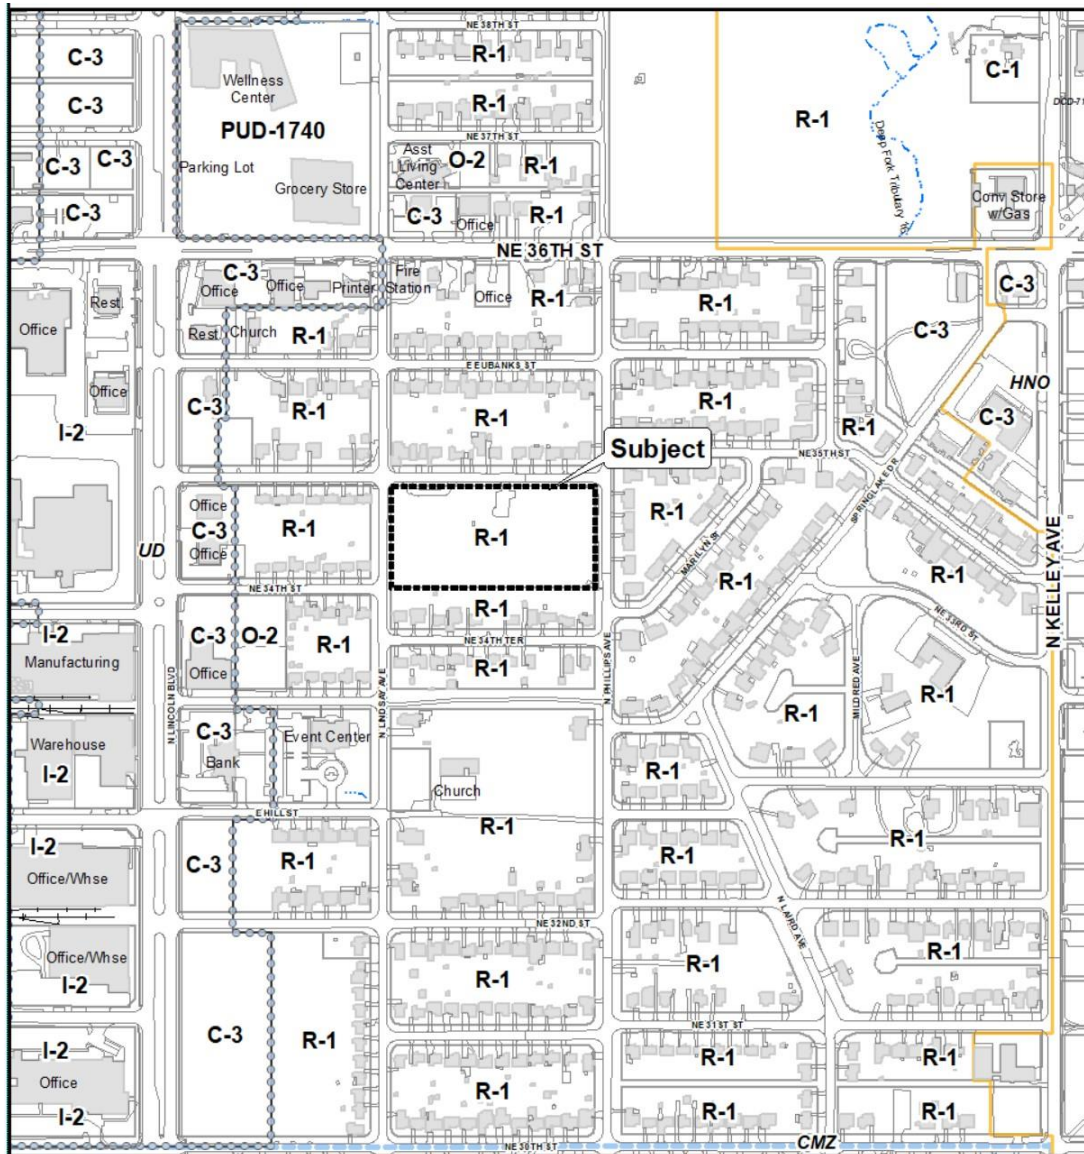 NE 38TH ST
C-3
R-1
C-1
Wellness
Center
C-3
R-1
PUD-1740
R-1
NE 37TH ST
Deep Fork Tributary 16
C-3
C-3
Parking Lot
Grocery Store
Asst
Living
Center
O-2
R-1
C-3
C-3
Office
R-1
Conv Store
w/Gas
NE 36TH ST
C-3
Office
Office
Printer
Fire
Station
Office
R-1
R-1
C-3
C-3
Office
Rest.
Rest.
Church
R-1
E EUBANKS ST
HNO
Office
C-3
R-1
R-1
R-1
R-1
C-3
I-2
Subject
NE 35TH ST
SPRINGLAKE DR
Office
C-3
Office
R-1
R-1
R-1
MARILYN St
R-1
R-1
N KELLEY AVE
UD
NE 34TH ST
R-1
NE 33RD ST
I-2
Manufacturing
C-3
O-2
Office
R-1
NE 34TH TER
R-1
N LINCOLN BLVD
N LINDSAY AVE
N PHILLIPS AVE
MILDRED AVE
R-1
R-1
Warehouse
I-2
C-3
Bank
Event Center
Church
R-1
E HILL ST
I-2
Office/Whse
C-3
R-1
R-1
R-1
R-1
NE 32ND ST
N LAIRD AVE
Office/Whse
I-2
R-1
R-1
R-1
C-3
R-1
NE 31ST ST
I-2
Office
I-2
R-1
R-1
R-1
R-1
R-1
NE 30TH ST
CMZ